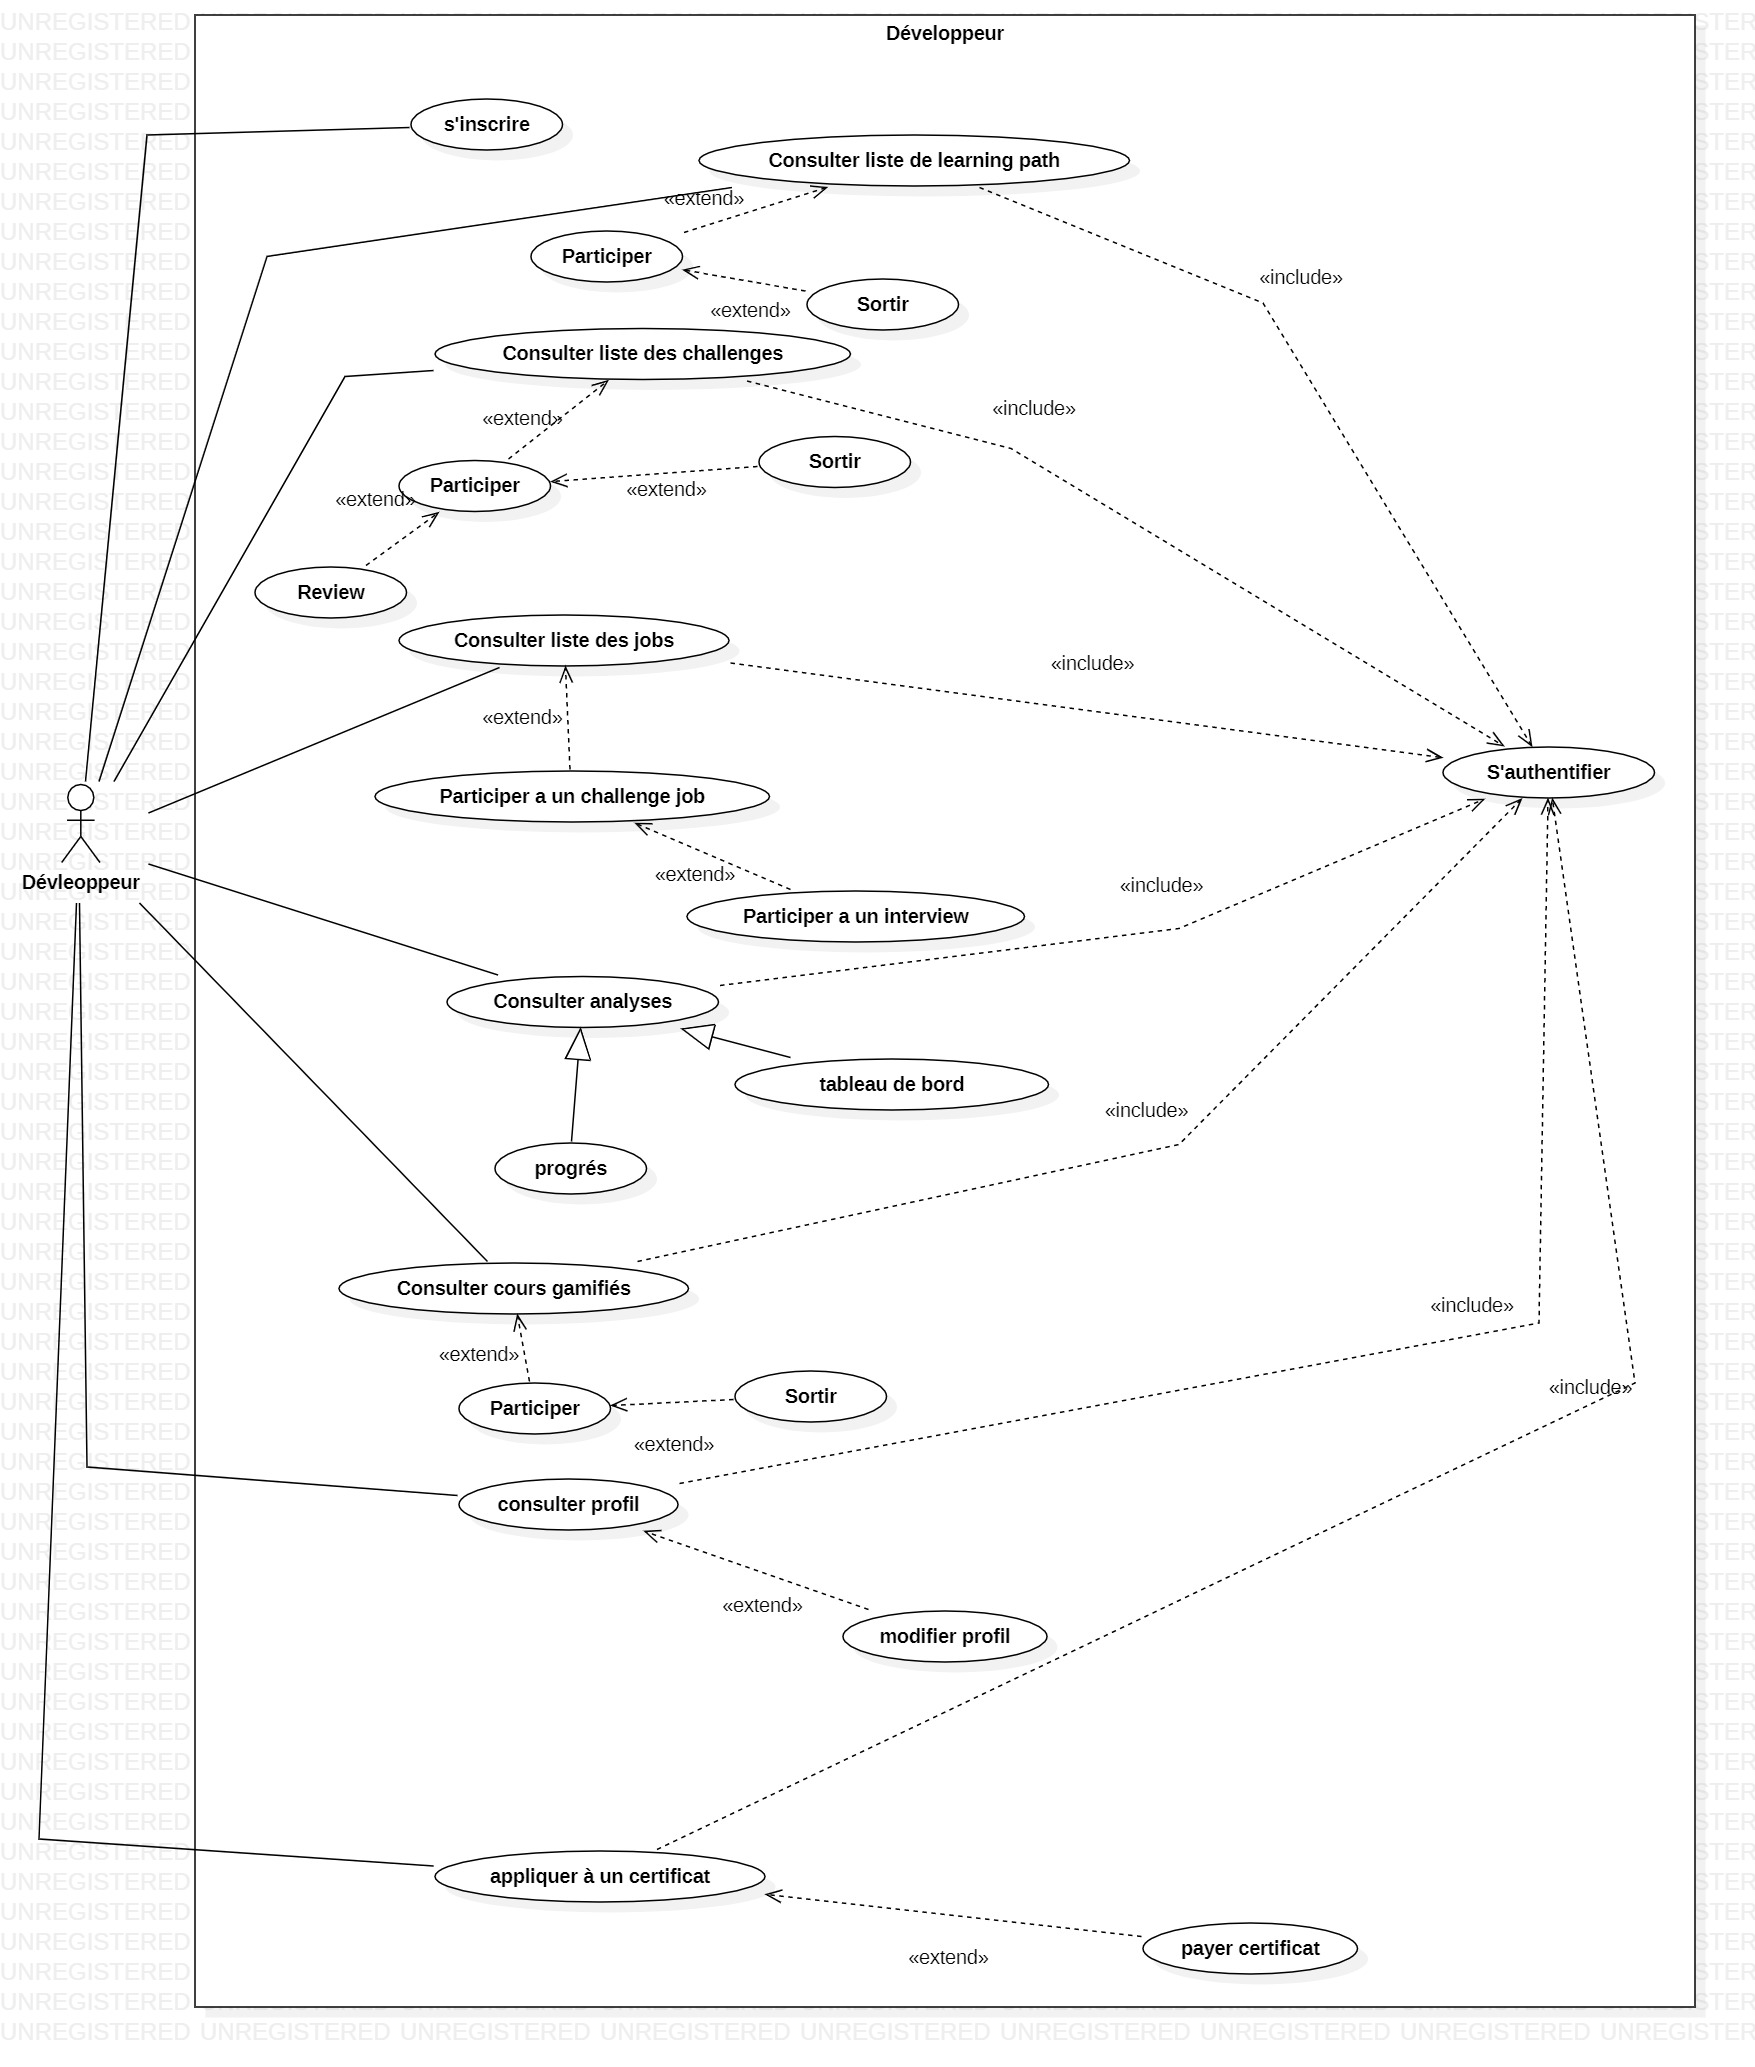 Développeur
s'inscrire
Consulter liste de learning path
«extend»
Participer
«include»
Sortir
«extend»
Consulter liste des challenges
«include»
«extend»
Sortir
Participer
«extend»
«extend»
Review
Consulter liste des jobs
«include»
«extend»
S'authentifier
Participer a un challenge job
«extend»
Dévleoppeur
«include»
Participer a un interview
Consulter analyses
tableau de bord
«include»
progrés
Consulter cours gamifiés
«include»
«extend»
«include»
Sortir
Participer
«extend»
consulter profil
«extend»
modifier profil
appliquer à un certificat
payer certificat
«extend»
UNREGISTERED UNREGISTERED UNREGISTERED UNREGISTERED UNREGISTERED UNREGISTERED UNREGISTERED UNREGISTERED UNREGISTER